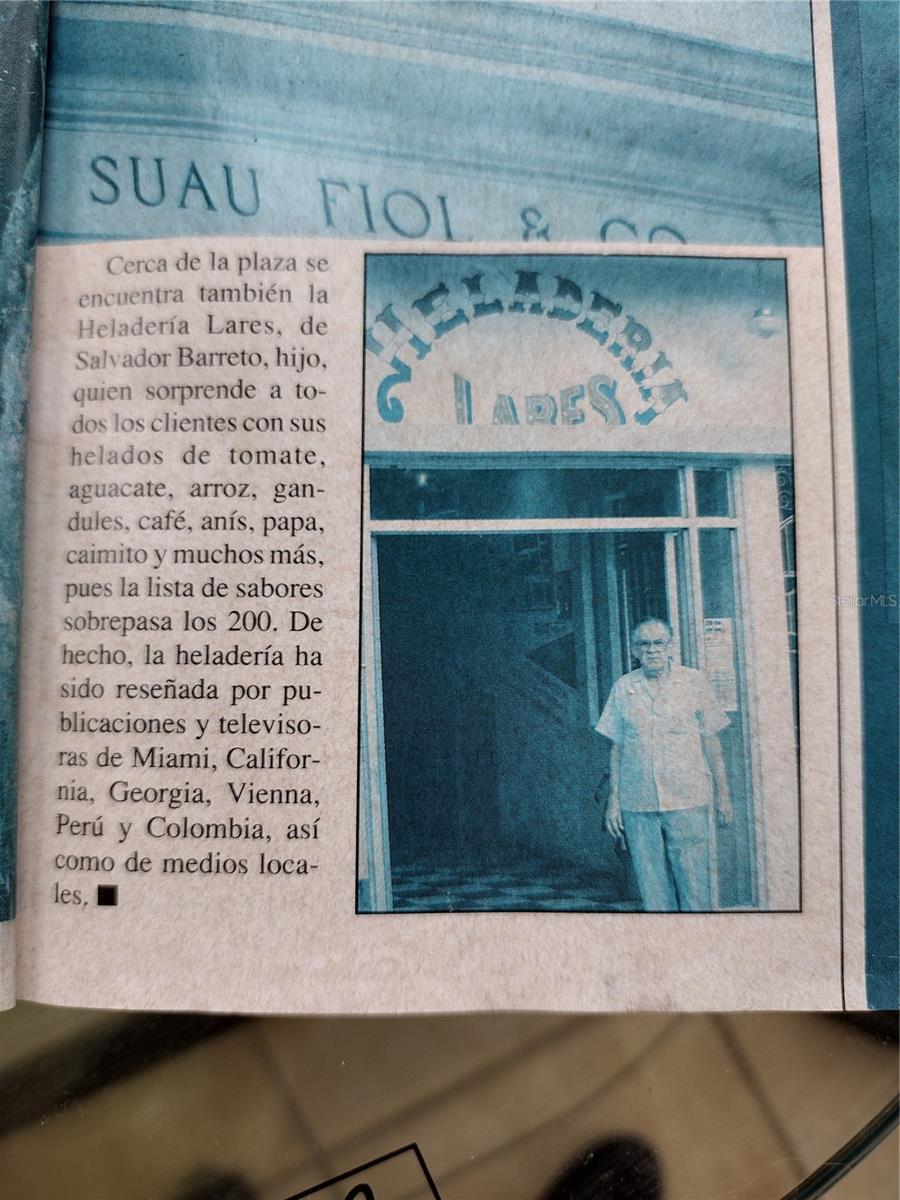 SUAU FIOL & CO
Cerca de la plaza se
encuentra también la
Heladería Lares, de
Salvador Barreto, hijo,
quien sorprende a to-
dos los clientes con sus
helados de tomate,
aguacate, arroz, gan-
dules, café, anís, papa,
caimito y muchos más,
pues la lista de sabores
sobrepasa los 200. De
hecho, la heladería ha
sido reseñada por pu-
blicaciones y televiso-
ras de Miami, Califor-
nia, Georgia, Vienna,
Perú y Colombia, así
como de medios loca-
les.
HELADERIA
LARES
StellarMLS